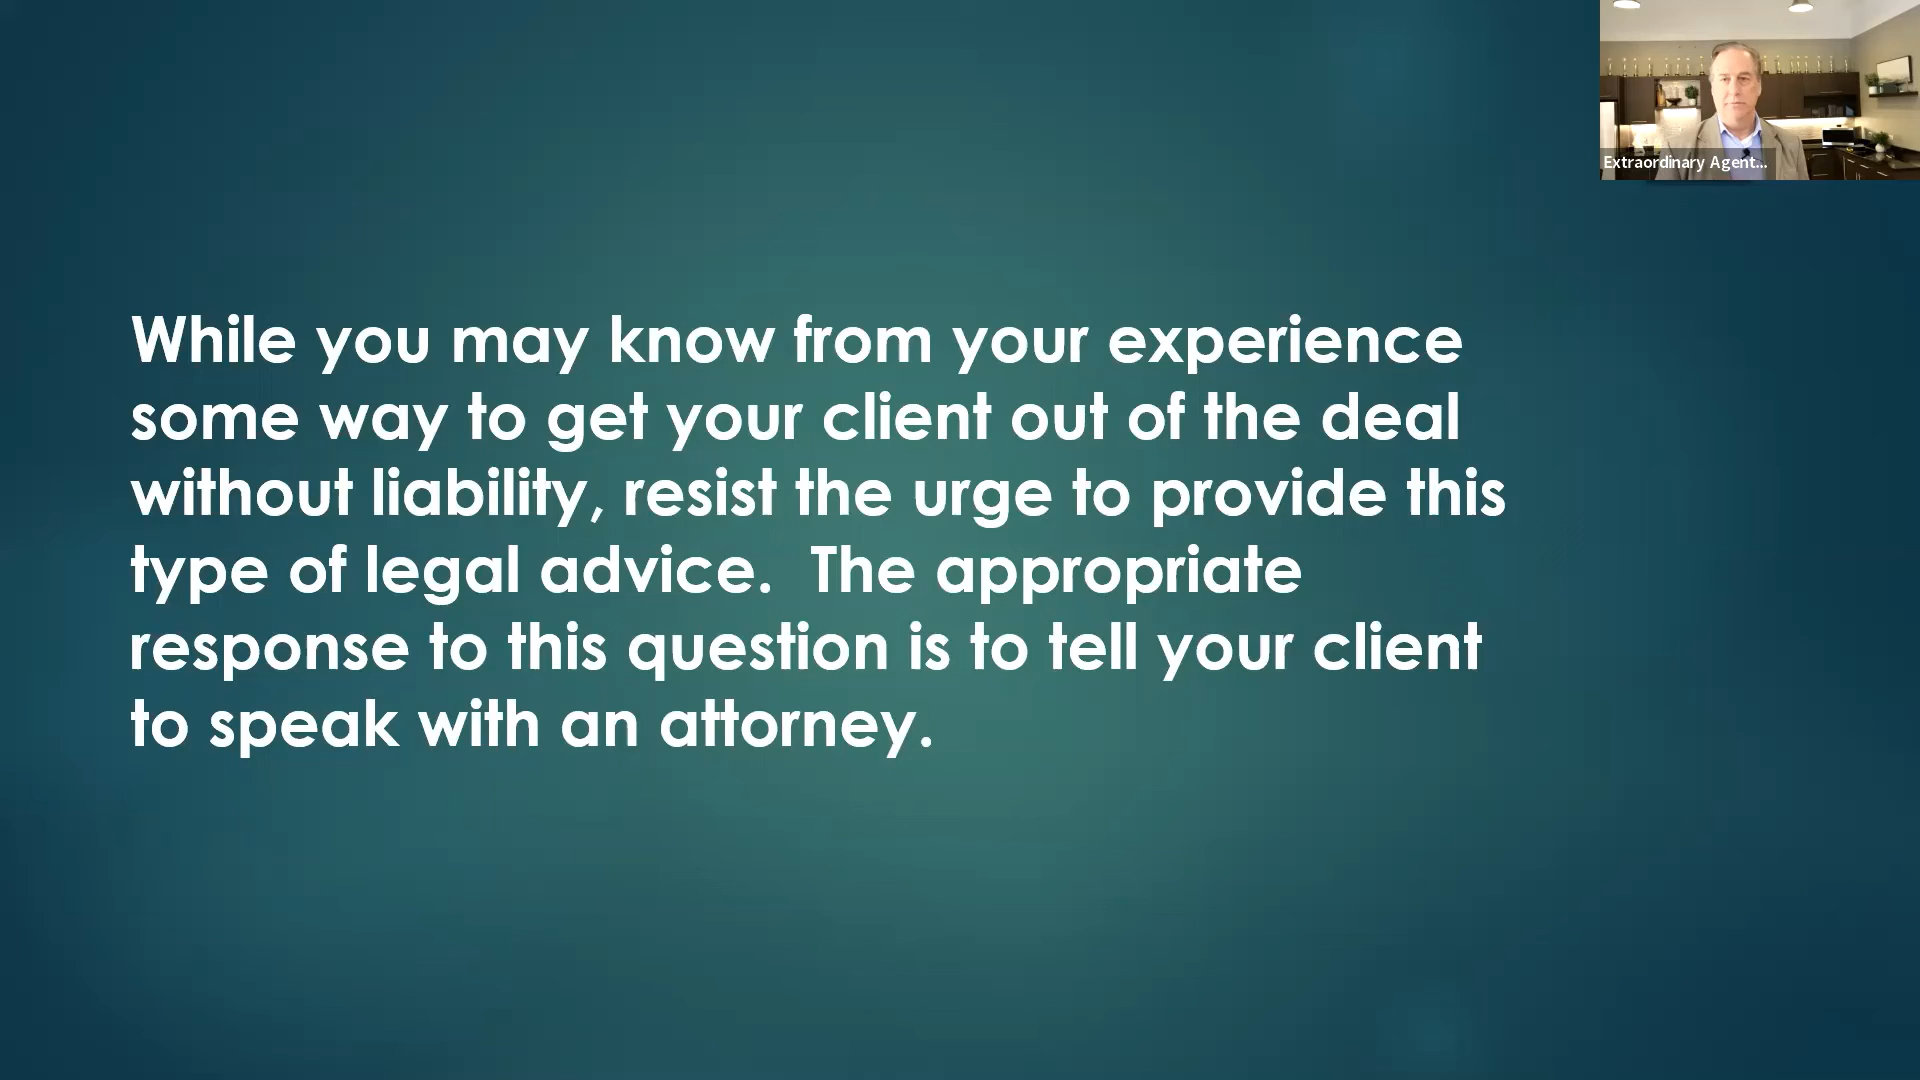 Extraordinary Agent...
While you may know from your experience
some way to get your client out of the deal
without liability, resist the urge to provide this
type of legal advice.  The appropriate
response to this question is to tell your client
to speak with an attorney.